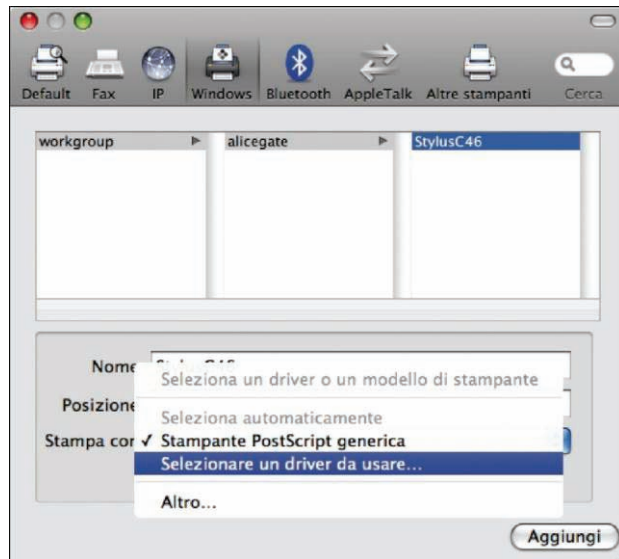 Default Fax IP Windows Bluetooth AppleTalk Altre stampanti Cerca
workgroup alicegate StylusC46
Nome
Seleziona un driver o un modello di stampante
Posizione
Seleziona automaticamente
Stampa con ✓ Stampante PostScript generica
Selezionare un driver da usare...
Altro...
Aggiungi